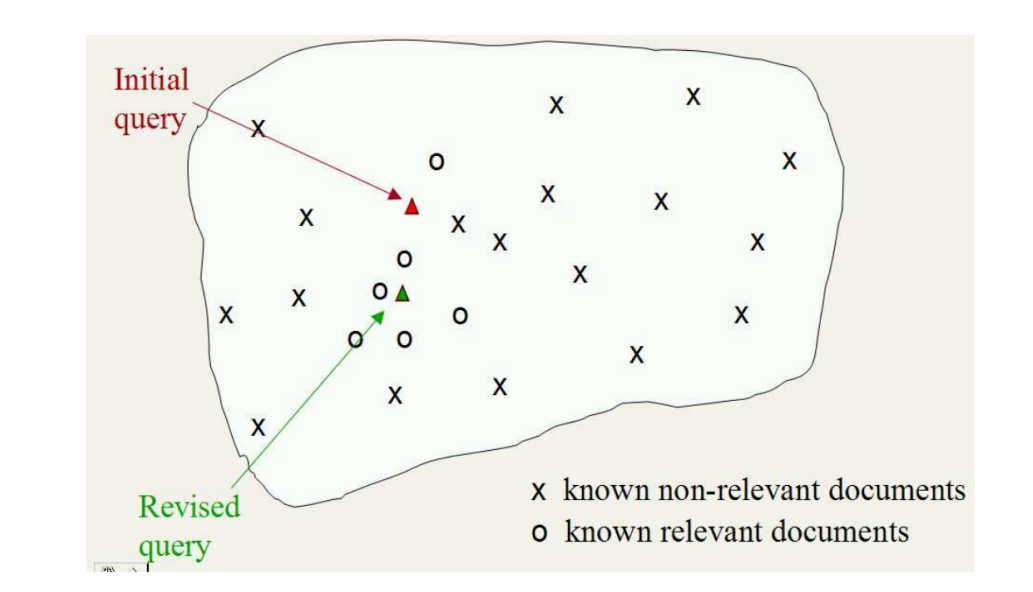 Initial
query
x x
x
o x
x x
x x
x x
o x
x
x o
x o x
o o x
x x
x
Revised
query
x known non-relevant documents
o known relevant documents